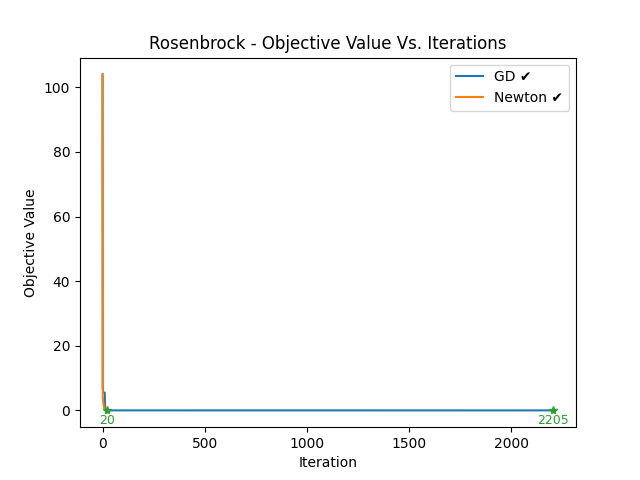 Rosenbrock - Objective Value Vs. Iterations
GD ✔
Newton ✔
Objective Value
100
80
60
40
20
0
20
2205
0
500
1000
1500
2000
Iteration